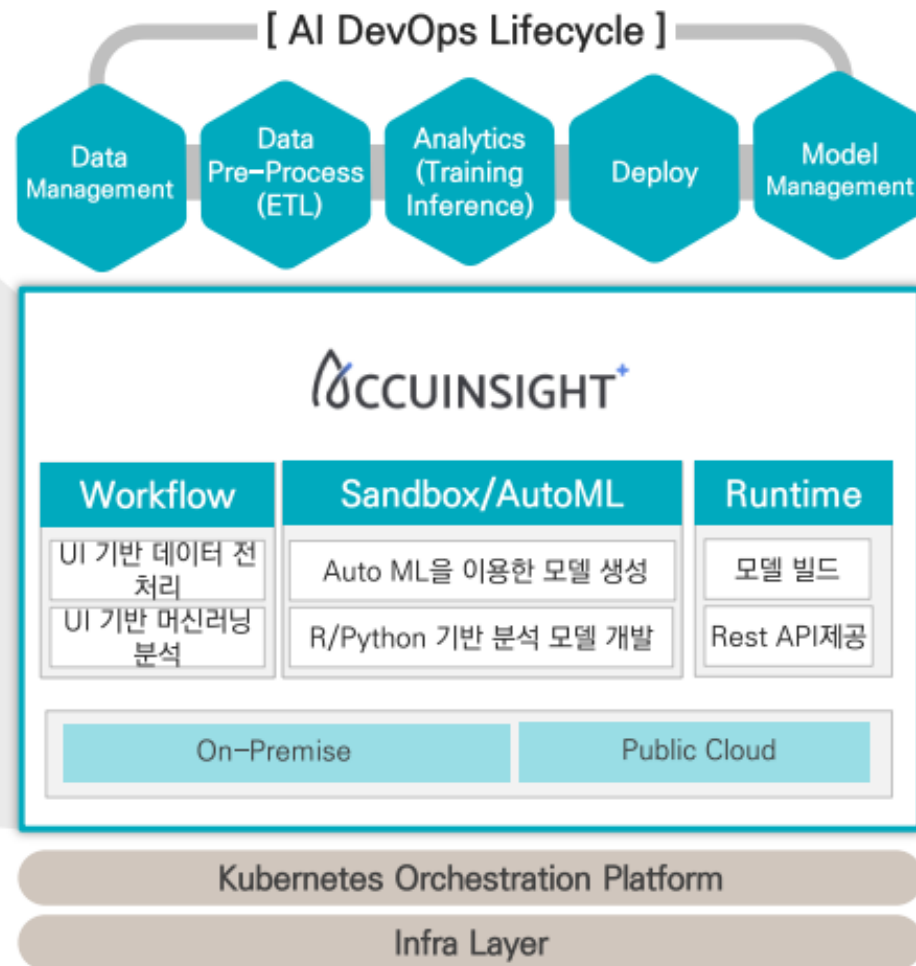 [ AI DevOps Lifecycle ]
Data
Management
Data
Pre-Process
(ETL)
Analytics
(Training
Inference)
Deploy
Model
Management
ACCUINSIGHT+
Workflow
UI 기반 데이터 전
처리
UI 기반 머신러닝
분석
Sandbox/AutoML
Auto ML을 이용한 모델 생성
R/Python 기반 분석 모델 개발
Runtime
모델 빌드
Rest API제공
On-Premise
Public Cloud
Kubernetes Orchestration Platform
Infra Layer